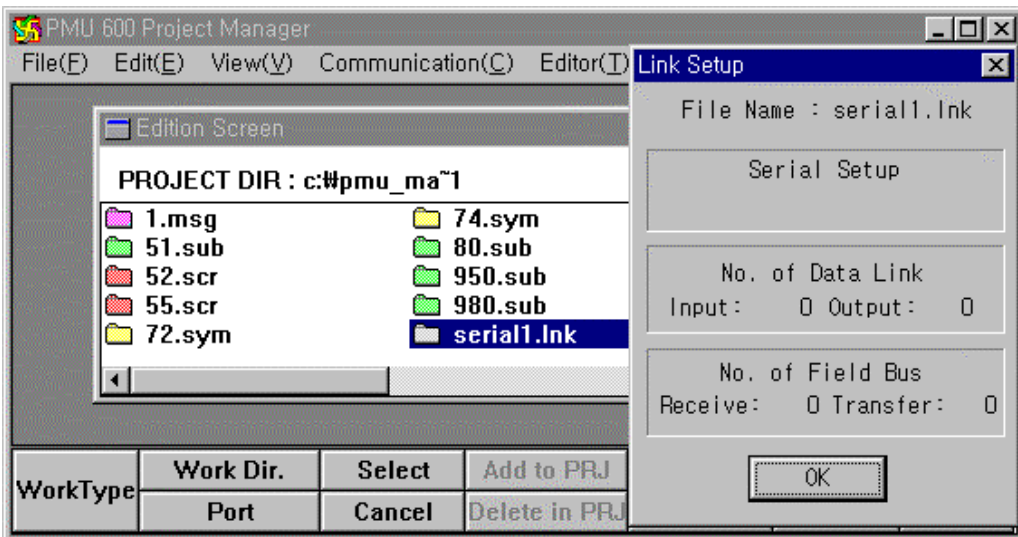 PMU 600 Project Manager
File(F) Edit(E) View(V) Communication(C) Editor(T)
Edition Screen
PROJECT DIR : c:₩pmu_ma~1
1.msg
51.sub
52.scr
55.scr
72.sym
74.sym
80.sub
950.sub
980.sub
serial1.lnk
WorkType
Work Dir. Select Add to PRJ
Port Cancel Delete in PRJ
Link Setup
File Name : serial1.lnk
Serial Setup
No. of Data Link
Input: 0 Output: 0
No. of Field Bus
Receive: 0 Transfer: 0
OK